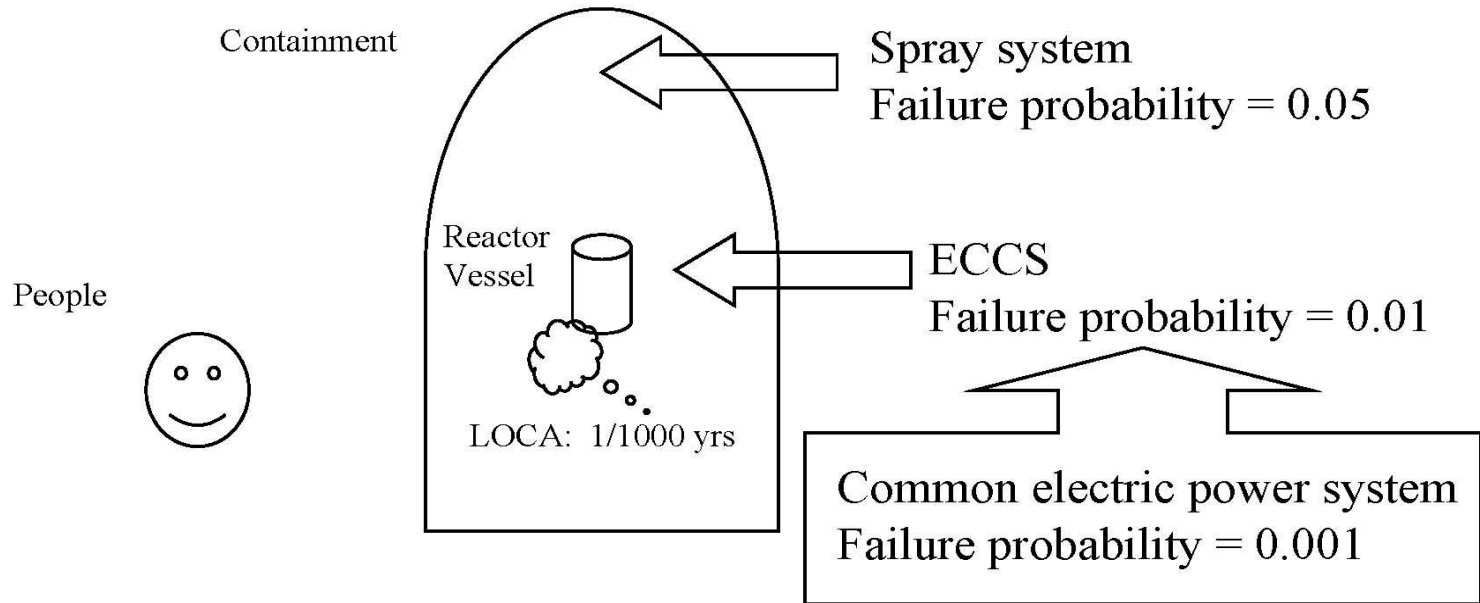 Containment
Spray system
Failure probability = 0.05
Reactor
Vessel
ECCS
Failure probability = 0.01
People
LOCA: 1/1000 yrs
Common electric power system
Failure probability = 0.001